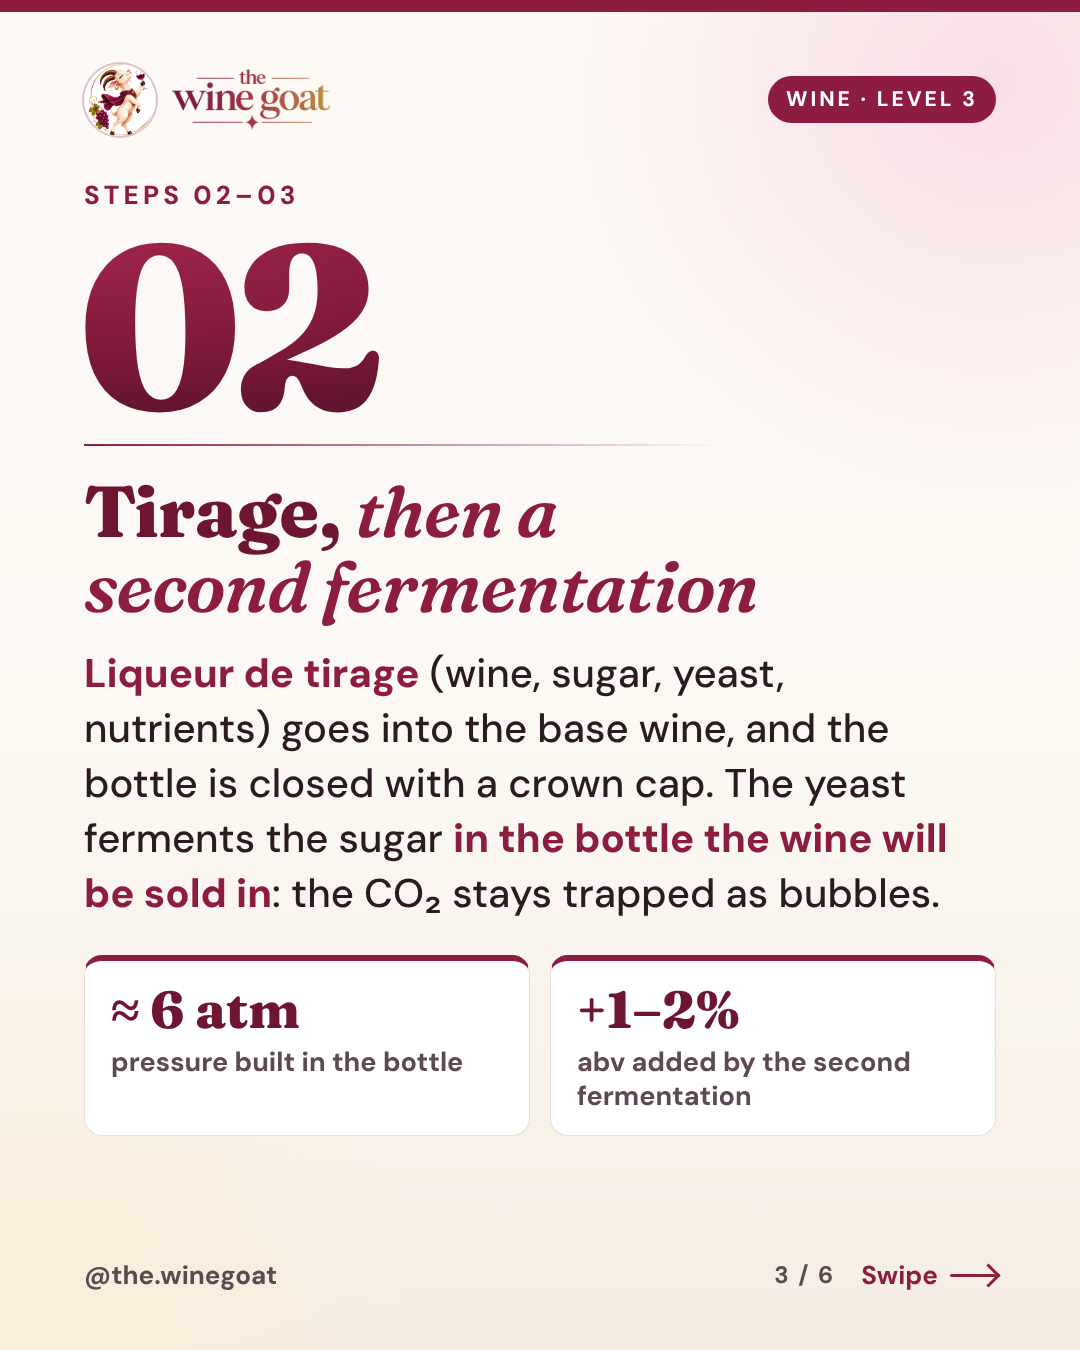 the
wine goat
WINE · LEVEL 3
STEPS 02–03
02
Tirage, then a
second fermentation
Liqueur de tirage (wine, sugar, yeast,
nutrients) goes into the base wine, and the
bottle is closed with a crown cap. The yeast
ferments the sugar in the bottle the wine will
be sold in: the CO₂ stays trapped as bubbles.
≈ 6 atm
pressure built in the bottle
+1–2%
abv added by the second
fermentation
@the.winegoat
3 / 6 Swipe →